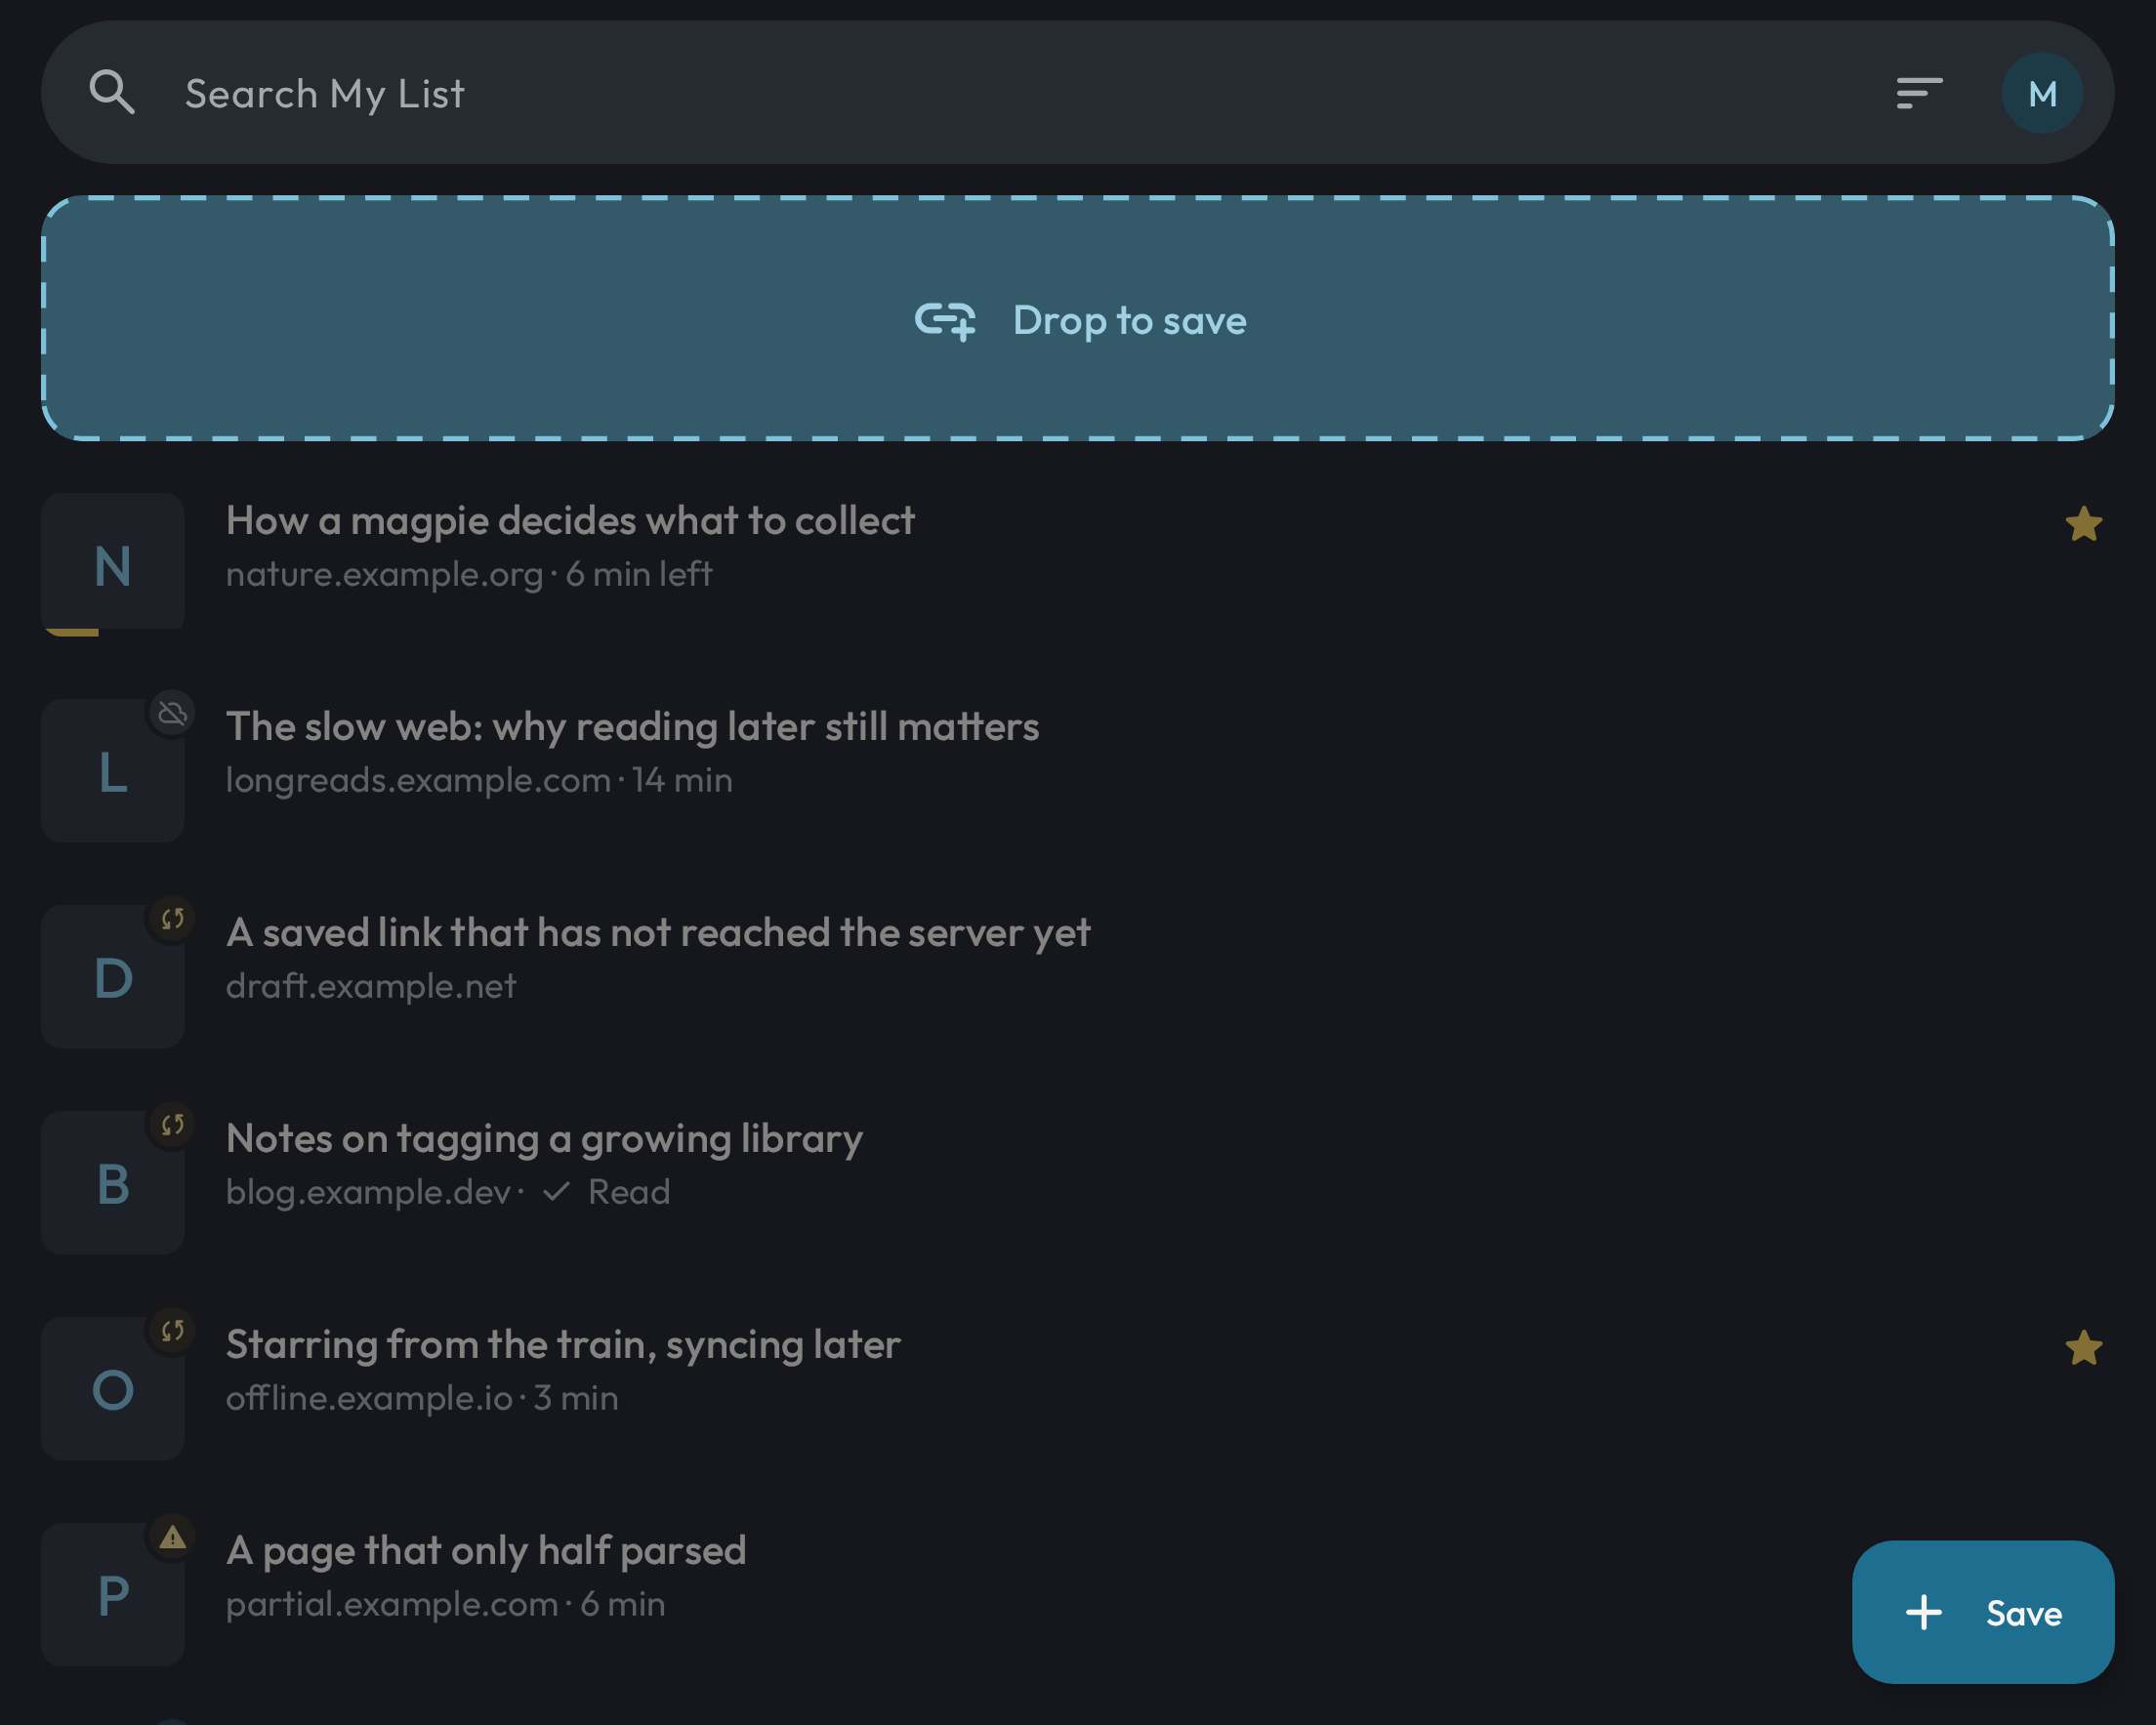 Search My List
M
Drop to save
N
How a magpie decides what to collect
nature.example.org · 6 min left
L
The slow web: why reading later still matters
longreads.example.com · 14 min
D
A saved link that has not reached the server yet
draft.example.net
B
Notes on tagging a growing library
blog.example.dev · Read
O
Starring from the train, syncing later
offline.example.io · 3 min
P
A page that only half parsed
partial.example.com · 6 min
Save